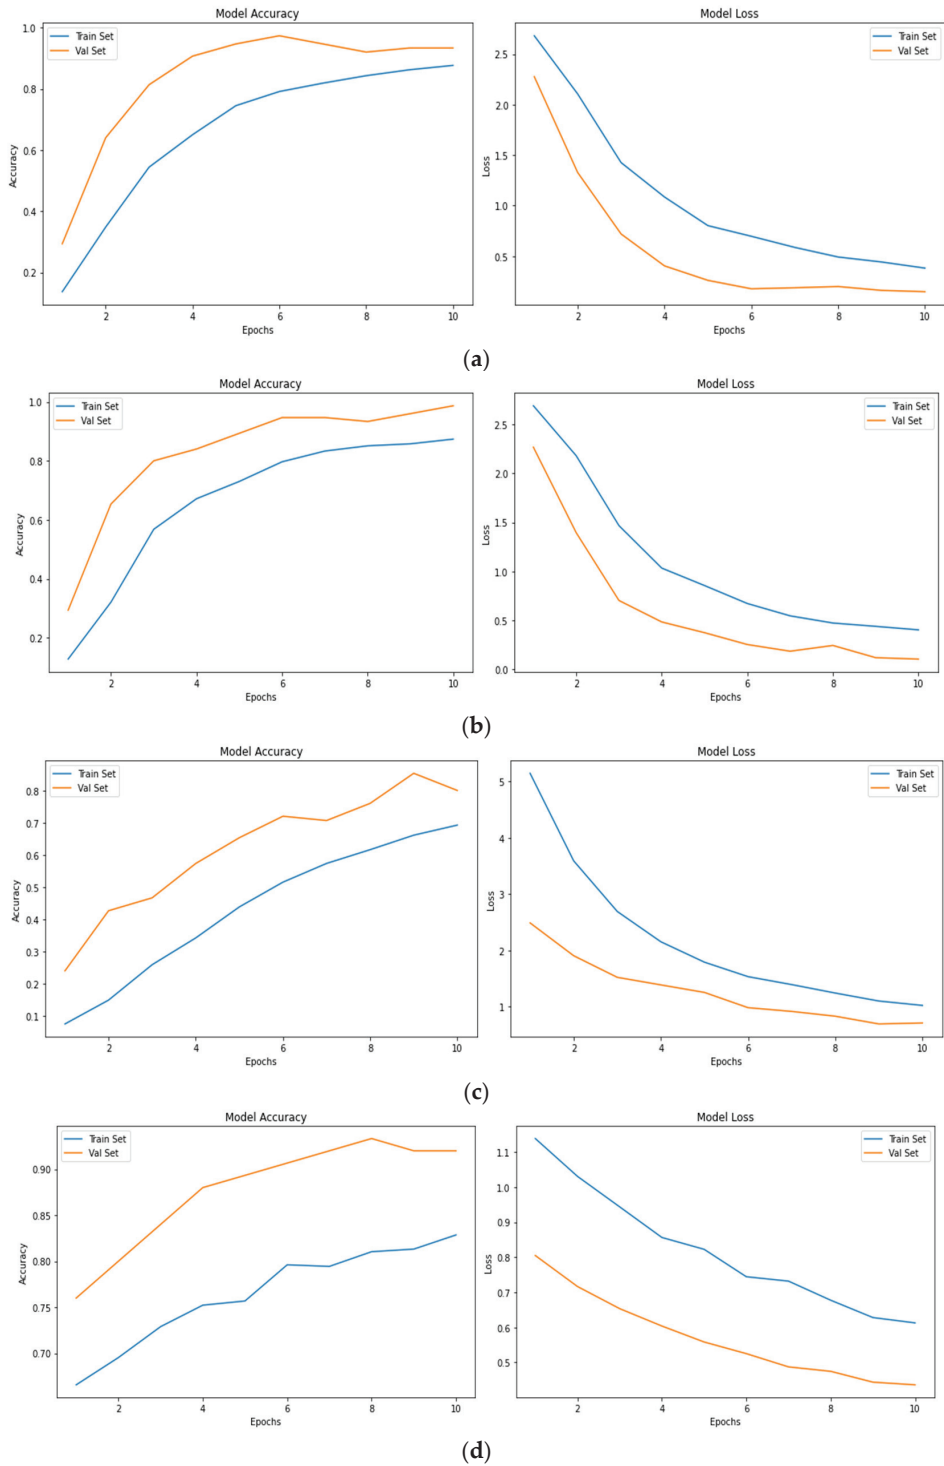 Model Accuracy
Train Set
Val Set
1.0
0.8
0.6
0.4
0.2
Accuracy
2 4 6 8 10
Epochs
Model Loss
Train Set
Val Set
2.5
2.0
1.5
1.0
0.5
Loss
2 4 6 8 10
Epochs
(a)
Model Accuracy
Train Set
Val Set
1.0
0.8
0.6
0.4
0.2
Accuracy
2 4 6 8 10
Epochs
Model Loss
Train Set
Val Set
2.5
2.0
1.5
1.0
0.5
0.0
Loss
2 4 6 8 10
Epochs
(b)
Model Accuracy
Train Set
Val Set
0.8
0.7
0.6
0.5
0.4
0.3
0.2
0.1
Accuracy
2 4 6 8 10
Epochs
Model Loss
Train Set
Val Set
5
4
3
2
1
Loss
2 4 6 8 10
Epochs
(c)
Model Accuracy
Train Set
Val Set
0.90
0.85
0.80
0.75
0.70
Accuracy
2 4 6 8 10
Epochs
Model Loss
Train Set
Val Set
1.1
1.0
0.9
0.8
0.7
0.6
0.5
Loss
2 4 6 8 10
Epochs
(d)